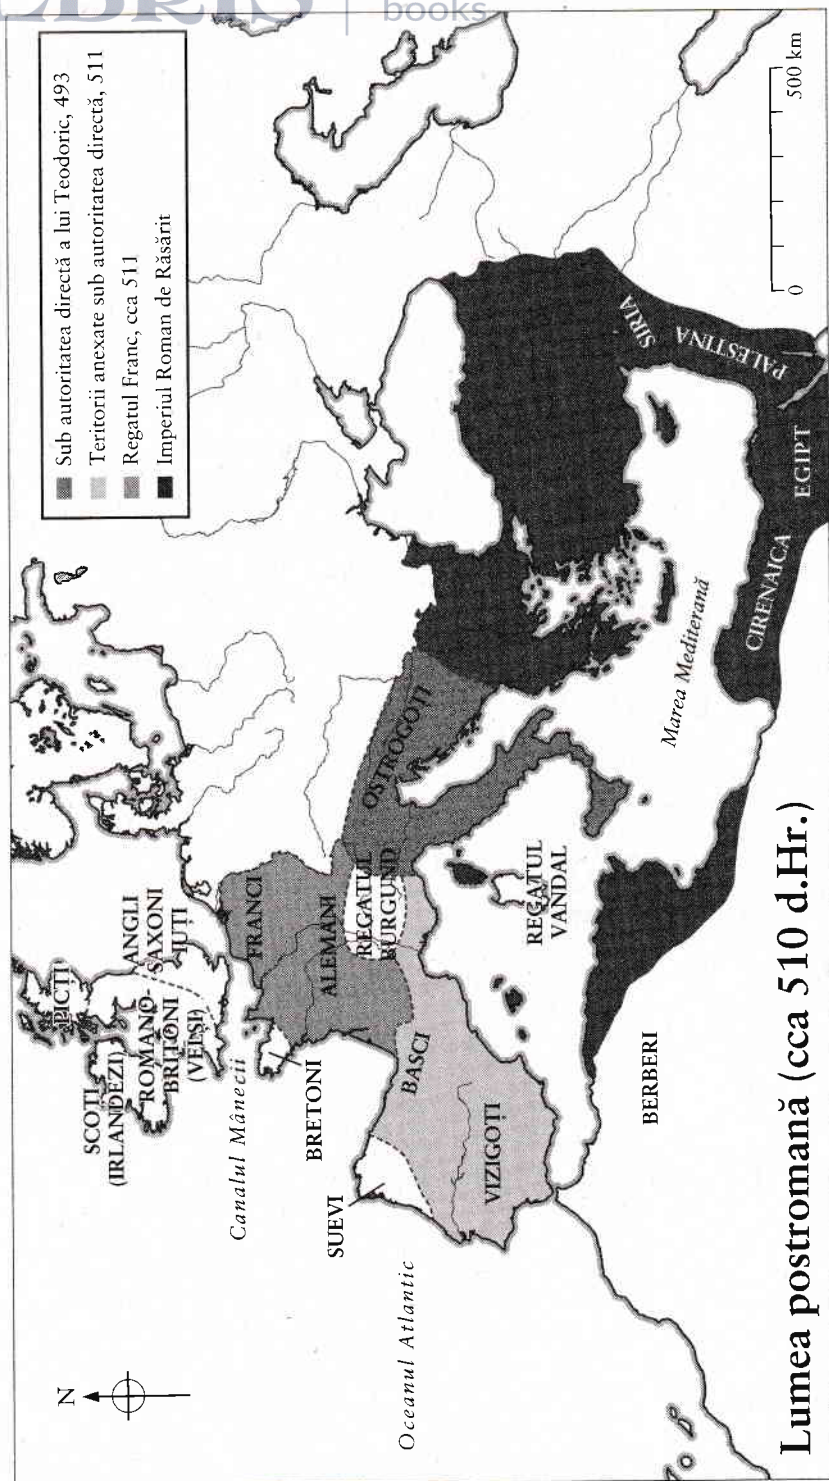 LIBRIS
books
Sub autoritatea directă a lui Teodoric, 493
Teritorii anexate sub autoritatea directă, 511
Regatul Franc, cca 511
Imperiul Roman de Răsărit
N
SCOȚI
(IRLANDEZI)
PICȚI
ROMANO-
BRITONI
(VELSI)
ANGLI
SAXONI
IUȚI
Canalul Mânecii
BRETONI
FRANCI
ALEMANI
REGATUL
BURGUND
OSTROGOȚI
Oceanul Atlantic
SUEVI
BASCI
VIZIGOȚI
REGATUL
VANDAL
BERBERI
Marea Mediterană
CIRENAICA
EGIPT
PALESTINA
SIRIA
0
500 km
Lumea postromană (cca 510 d.Hr.)